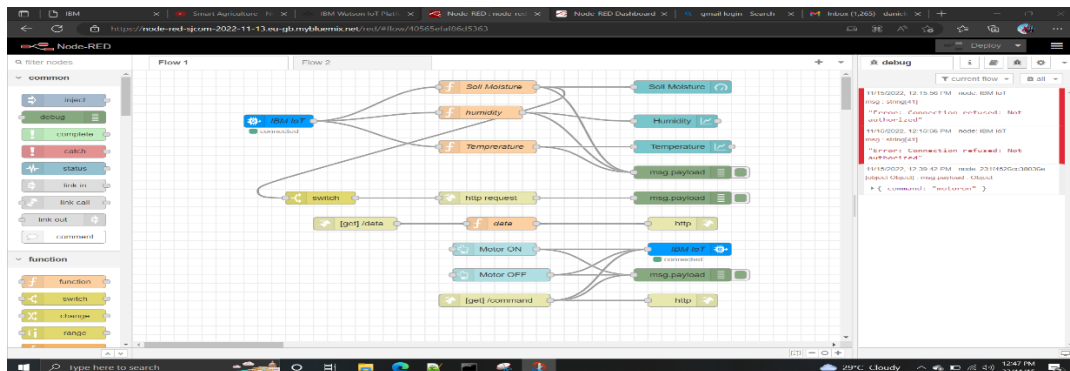 IBM
Smart Agriculture
IBM Watson IoT Plat
Node-RED : node-red
Node-RED Dashboard
gmail login - Search
Inbox (1,265)
https://node-red-sjcom-2022-11-13.eu-gb.mybluemix.net/red/#flow/40565efaf86d5363
Node-RED
Deploy
filter nodes
Flow 1
Flow 2
debug
current flow
all
common
inject
debug
complete
catch
status
link in
link call
link out
comment
function
function
switch
change
range
IBM IoT
connected
Soil Moisture
humidity
Temprerature
Soil Moisture
Humidity
Temperature
msg.payload
switch
http request
msg.payload
[get] /data
data
http
Motor ON
IBM IoT
connected
Motor OFF
msg.payload
[get] /command
http
11/15/2022, 12:15:56 PM node: IBM IoT
msg : string[41]
"Error: Connection refused: Not
authorized"
PM node: IBM IoT
msg : string[41]
"Error: Connection refused: Not
authorized"
11/15/2022, 12:39:42 PM
msg.payload : Object
{ command: "motoron" }
Type here to search
29°C Cloudy
12:47 PM